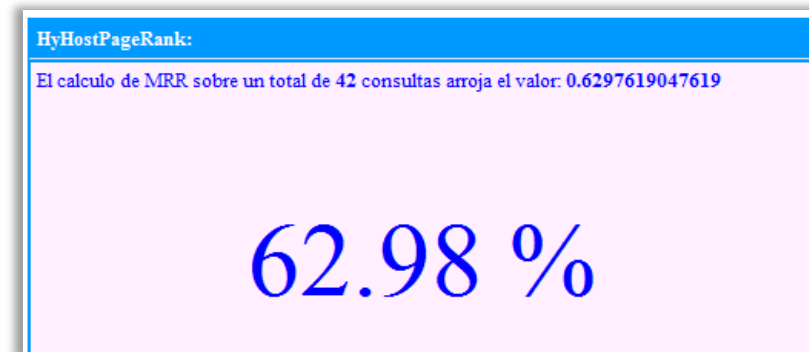 HyHostPageRank:
El calculo de MRR sobre un total de 42 consultas arroja el valor: 0.6297619047619
62.98 %